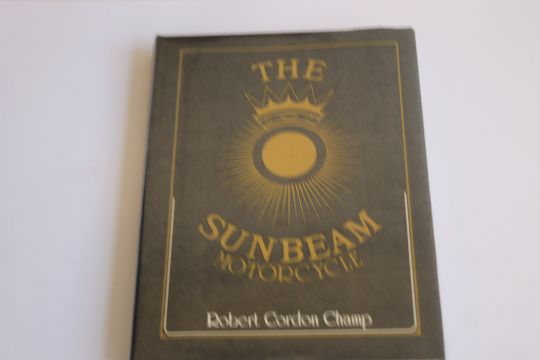 THE
SUNBEAM
MOTORCYCLE
Robert Cordon Champ